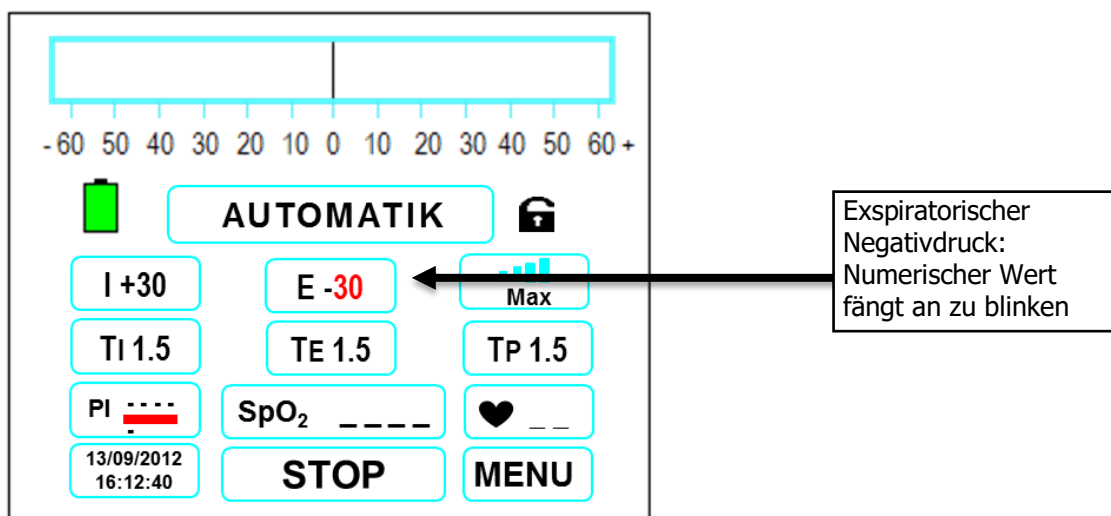 - 60 50 40 30 20 10 0 10 20 30 40 50 60 +
AUTOMATIK
I +30
E -30
Max
TI 1.5
TE 1.5
TP 1.5
PI - - - - -
SpO₂ _ _ _ _
_ _
13/09/2012
16:12:40
STOP
MENU
Exspiratorischer
Negativdruck:
Numerischer Wert
fängt an zu blinken